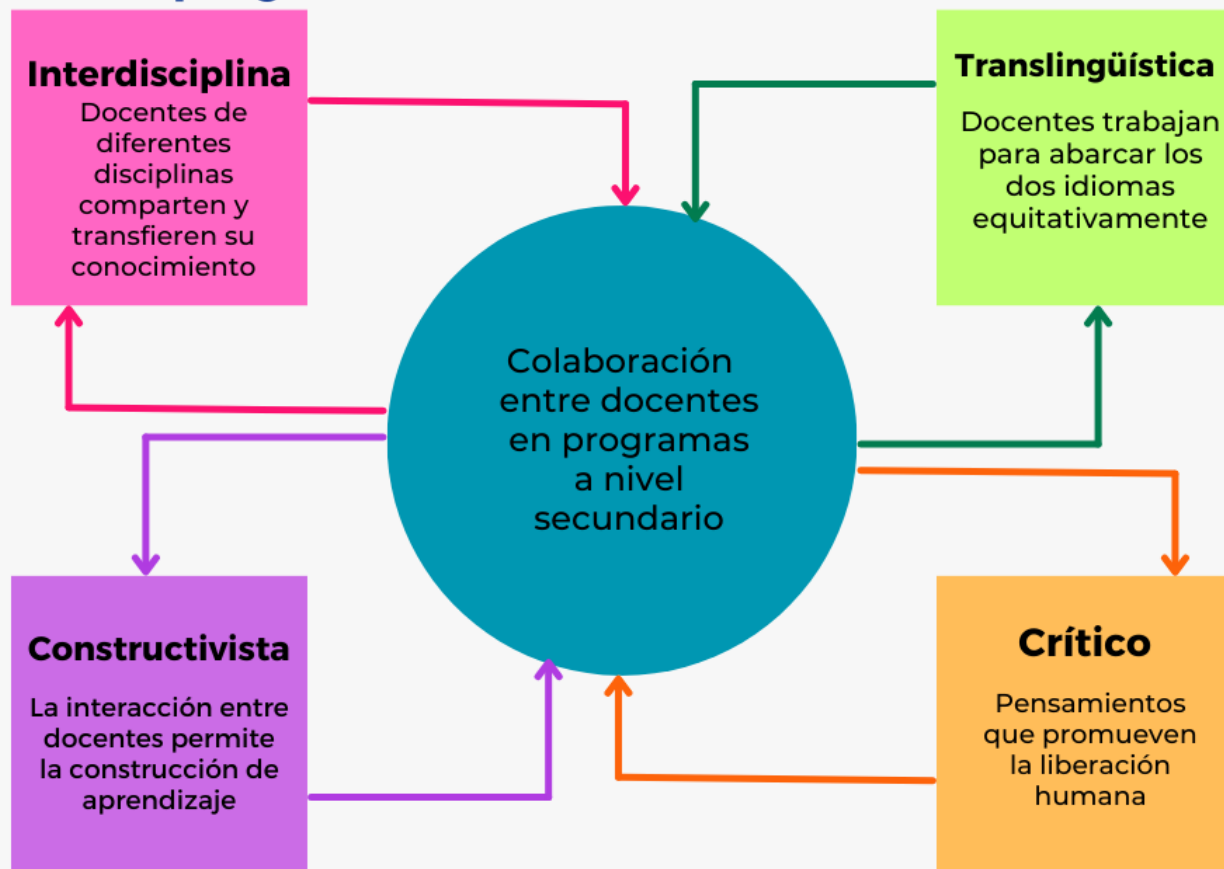 Interdisciplina
Docentes de
diferentes
disciplinas
comparten y
transfieren su
conocimiento
Translingüística
Docentes trabajan
para abarcar los
dos idiomas
equitativamente
Colaboración
entre docentes
en programas
a nivel
secundario
Constructivista
La interacción entre
docentes permite
la construcción de
aprendizaje
Crítico
Pensamientos
que promueven
la liberación
humana